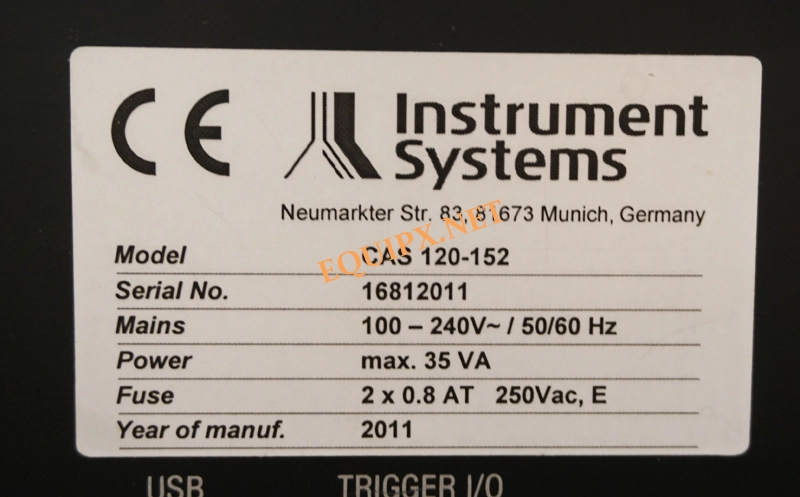 CE
Instrument
Systems
Neumarkter Str. 83, 81673 Munich, Germany
EQUIPX.NET
Model CAS 120-152
Serial No. 16812011
Mains 100 – 240V~ / 50/60 Hz
Power max. 35 VA
Fuse 2 x 0.8 AT 250Vac, E
Year of manuf. 2011
USB TRIGGER I/O